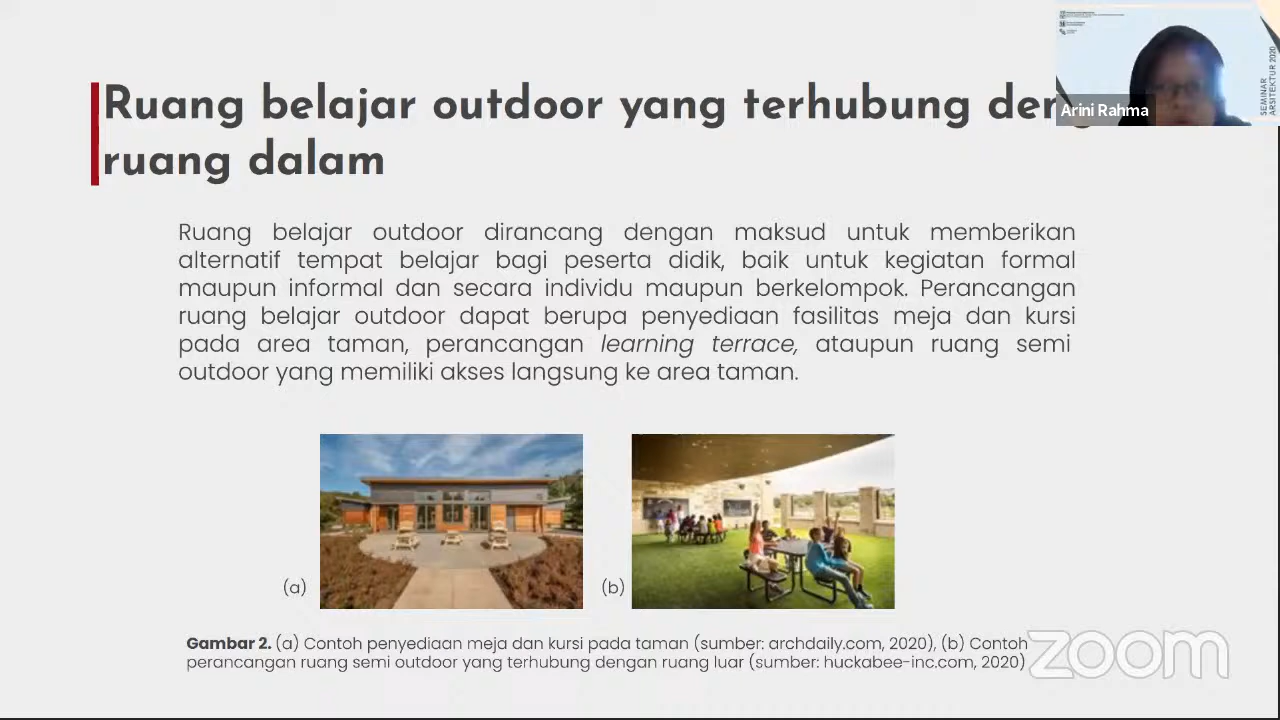 Ruang belajar outdoor yang terhubung den
ruang dalam
Arini Rahma
SEMINAR
ARSITEKTUR 2020
Ruang belajar outdoor dirancang dengan maksud untuk memberikan
alternatif tempat belajar bagi peserta didik, baik untuk kegiatan formal
maupun informal dan secara individu maupun berkelompok. Perancangan
ruang belajar outdoor dapat berupa penyediaan fasilitas meja dan kursi
pada area taman, perancangan learning terrace, ataupun ruang semi
outdoor yang memiliki akses langsung ke area taman.
(a)
(b)
Gambar 2. (a) Contoh penyediaan meja dan kursi pada taman (sumber: archdaily.com, 2020), (b) Contoh
perancangan ruang semi outdoor yang terhubung dengan ruang luar (sumber: huckabee-inc.com, 2020)
zoom